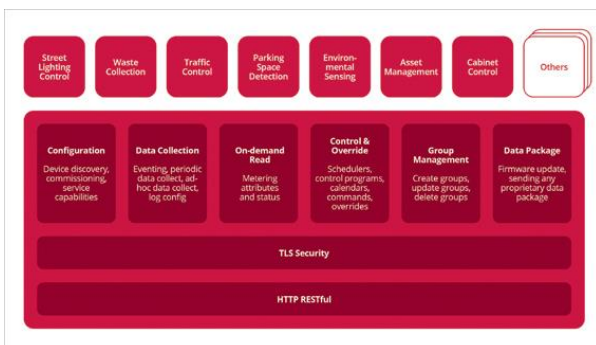 Street
Lighting
Control
Waste
Collection
Traffic
Control
Parking
Space
Detection
Environ-
mental
Sensing
Asset
Management
Cabinet
Control
Others
Configuration
Device discovery,
commissioning,
service
capabilities
Data Collection
Eventing, periodic
data collect, ad-
hoc data collect,
log config
On-demand
Read
Metering
attributes
and status
Control &
Override
Schedulers,
control programs,
calendars,
commands,
overrides
Group
Management
Create groups,
update groups,
delete groups
Data Package
Firmware update,
sending any
proprietary data
package
TLS Security
HTTP RESTful